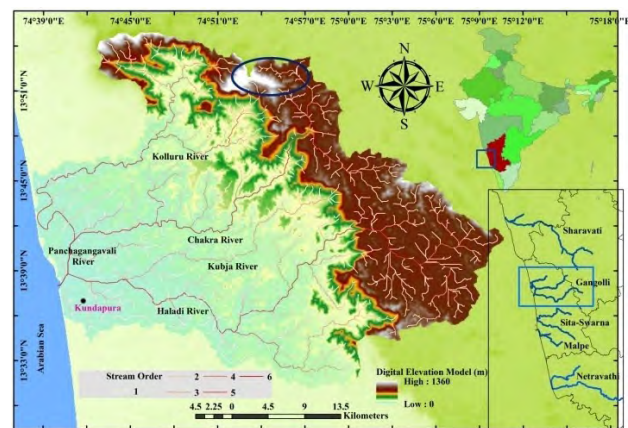 74°39'0"E 74°45'0"E 74°51'0"E 74°57'0"E 75°0'0"E 75°3'0"E 75°9'0"E 75°12'0"E 75°18'0"E
13°51'0"N
13°45'0"N
13°39'0"N
13°33'0"N
N
W E
S
Kolluru River
Chakra River
Panchagangavali
River
Kubja River
Kundapura
Haladi River
Arabian Sea
Sharavati
Gangolli
Sita-Swarna
Malpe
Netravathi
Stream Order 2 4 6
1 3 5
Digital Elevation Model (m)
High : 1360
Low : 0
4.5 2.25 0 4.5 9 13.5
Kilometers